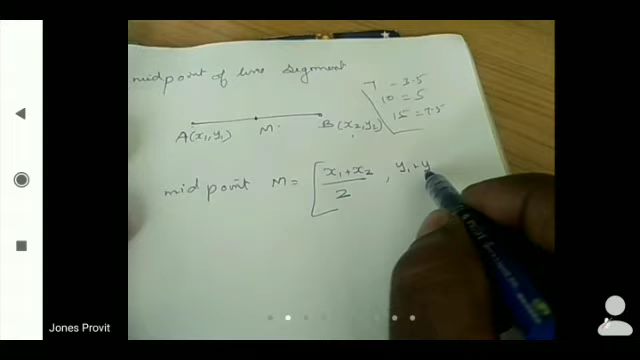 midpoint of line segment
7 = 3.5
10 = 5
15 = 7.5
A(x₁,y₁) M B(x₂,y₂)
midpoint M = [ x₁+x₂ / 2 , y₁+y
Jones Provit